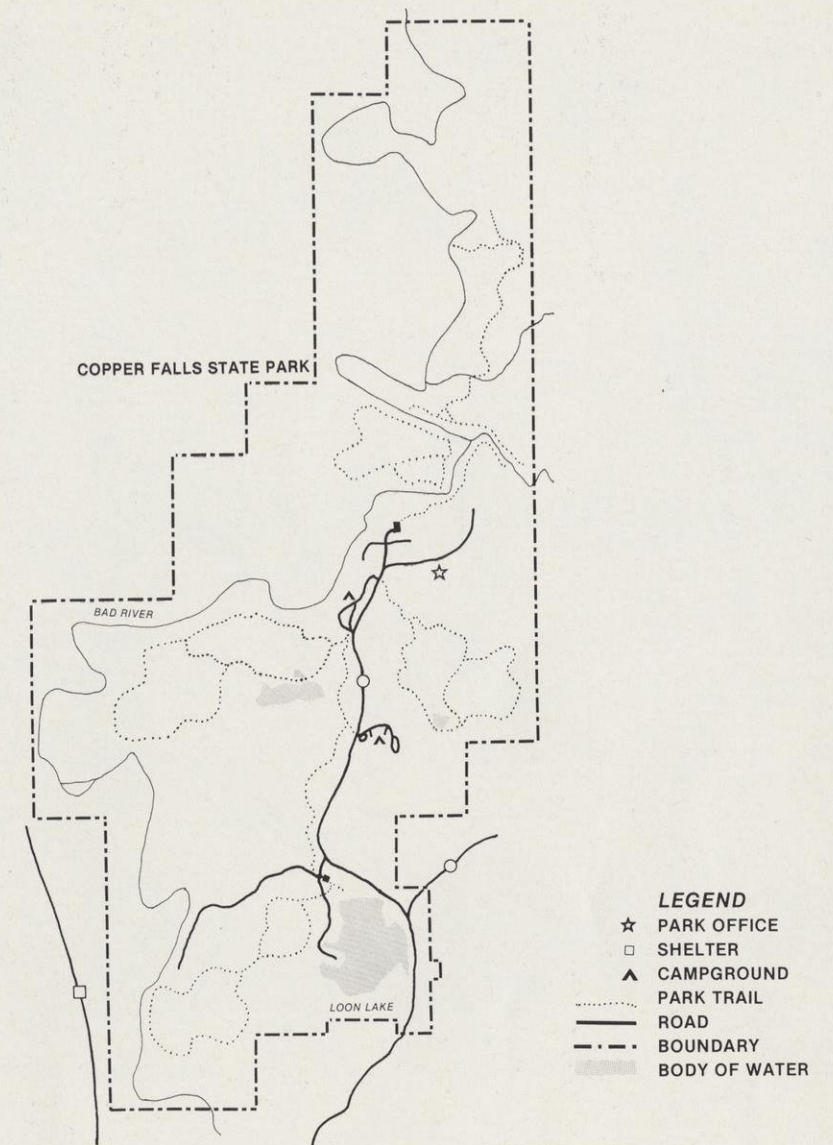 COPPER FALLS STATE PARK
BAD RIVER
LOON LAKE
LEGEND
PARK OFFICE
SHELTER
CAMPGROUND
PARK TRAIL
ROAD
BOUNDARY
BODY OF WATER